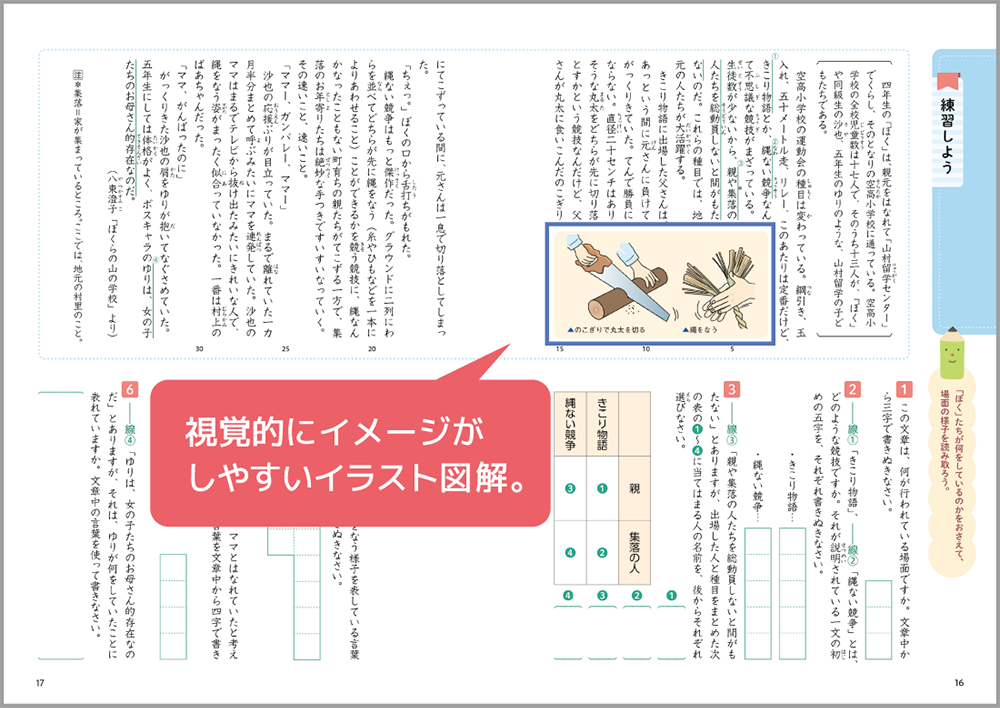 練習しよう
「ぼく」たちが何をしているのかをおさえて、
場面の様子を読み取ろう。
四年生の「ぼく」は、親元をはなれて「山村留学センター」
でくらし、そのとなりの空高小学校に通っている。空高小
学校の全校児童数は十七人で、そのうち十三人が、「ぼく」
や同級生の沙也、五年生のゆりのような、山村留学の子ど
もたちである。
空高小学校の運動会の種目は変わっている。綱引き、玉
入れ、五十メートル走、リレー、このあたりは定番だけど、
①きこり物語とか、②縄ない競争なん
て不思議な競技がまざっている。
生徒数が少ないから、③親や集落の
人たちを総動員しないと間がもた
ないのだ。これらの種目では、地
元の人たちが大活躍する。
きこり物語に出場した父さんは、
あっという間に元さんに負けて
がっくりきていた。てんで勝負に
ならない。直径二十センチはあり
そうな丸太をどちらが先に切り落
とすかという競技なんだけど、父
さんが丸太に食いこんだのこぎり
▲縄をなう
▲のこぎりで丸太を切る
5
10
15
にてこずっている間に、元さんは一息で切り落としてしまっ
た。
「ちぇっ。」ぼくの口から舌打ちがもれた。
縄ない競争はもっと傑作だった。グラウンドに二列にわ
らを並べてどちらが先に縄をなう（糸やひもなどを一本に
よりあわせること）ことができるかを競う競技に、縄なん
かなったこともない町育ちの親たちがてこずる一方で、集
落のお年寄りたちは絶妙な手つきですいすいなっていく。
その速いこと、速いこと。
「ママー、ガンバレー、ママー」
沙也の応援ぶりが目立っていた。まるで離れていた一カ
月半分まとめて呼ぶみたいにママを連発していた。沙也の
ママはまるでテレビから抜け出たみたいにきれいな人で、
縄をなう姿がまったく似合っていなかった。一番は村上の
ばあちゃんだった。
「ママ、がんばったのに」
がっくりきた沙也の肩をゆりが抱いてなぐさめていた。
五年生にしては体格がよく、ボスキャラの④ゆりは、女の子
たちのお母さん的存在なのだ。
（八束澄子「ぼくらの山の学校」より）
注＊集落＝家が集まっているところ。ここでは、地元の村里のこと。
20
25
30
1 この文章は、何が行われている場面ですか。文章中か
ら三字で書きぬきなさい。
2 ――線①「きこり物語」、――線②「縄ない競争」とは、
どのような競技ですか。それが説明されている一文の初
めの五字を、それぞれ書きぬきなさい。
・きこり物語…
・縄ない競争…
3 ――線③「親や集落の人たちを総動員しないと間がも
たない」とありますが、出場した人と種目をまとめた次
の表の❶～❹に当てはまる人の名前を、後からそれぞれ
選びなさい。
親
集落の人
きこり物語
❶
❷
縄ない競争
❸
❹
❶
❷
❸
❹
視覚的にイメージが
しやすいイラスト図解。
となう様子を表している言葉
きぬきなさい。
ママとはなれていたと考え
言葉を文章中から四字で書き
6 ――線④「ゆりは、女の子たちのお母さん的存在なの
だ」とありますが、それは、ゆりが何をしていたことに
表れていますか。文章中の言葉を使って書きなさい。
17
16